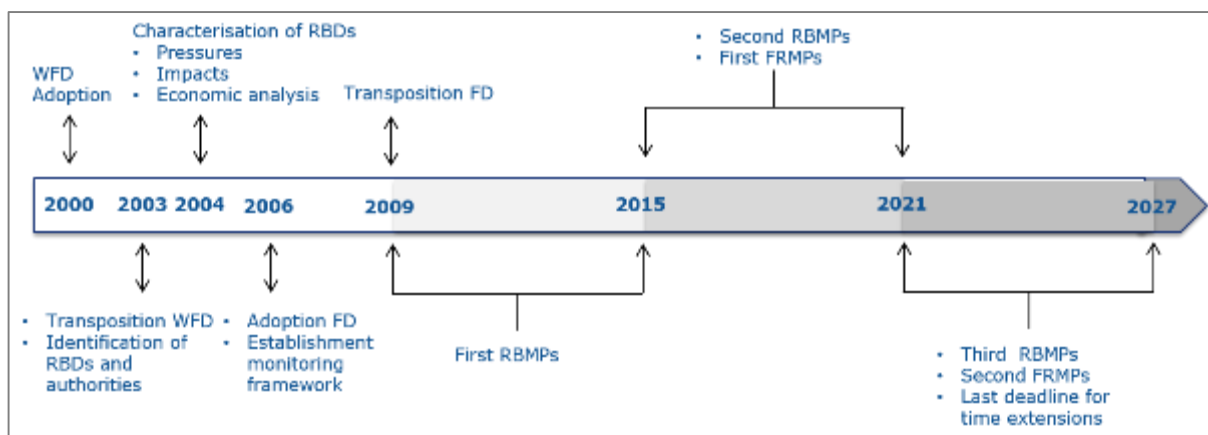 Characterisation of RBDs
• Pressures
• Impacts
• Economic analysis
WFD
Adoption
Transposition FD
• Second RBMPs
• First FRMPs
2000
2003
2004
2006
2009
2015
2021
2027
• Transposition WFD
• Identification of
RBDs and
authorities
• Adoption FD
• Establishment
monitoring
framework
First RBMPs
• Third RBMPs
• Second FRMPs
• Last deadline for
time extensions